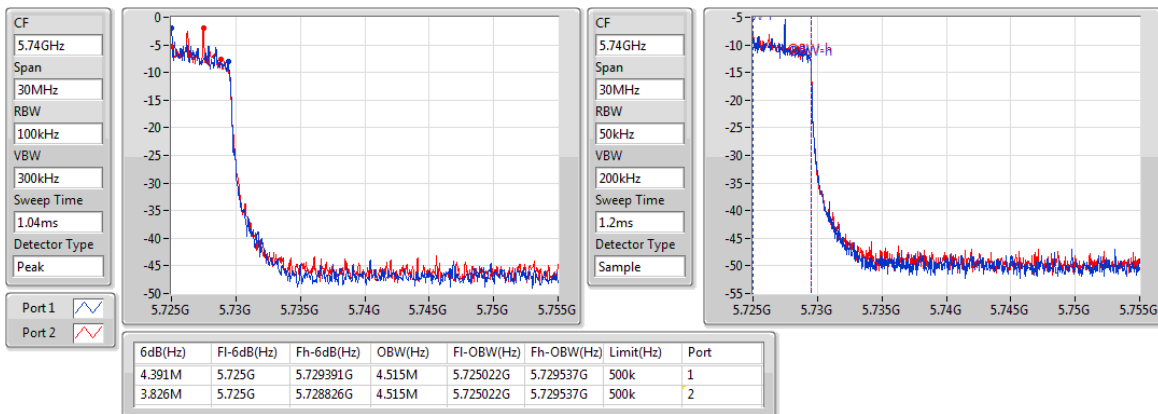 CF
5.74GHz
Span
30MHz
RBW
100kHz
VBW
300kHz
Sweep Time
1.04ms
Detector Type
Peak
Port 1
Port 2
0-
-5-
-10-
-15-
-20-
-25-
-30-
-35-
-40-
-45-
-50-
5.725G 5.73G 5.735G 5.74G 5.745G 5.75G 5.755G
CF
5.74GHz
Span
30MHz
RBW
50kHz
VBW
200kHz
Sweep Time
1.2ms
Detector Type
Sample
-5-
-10-
-15-
-20-
-25-
-30-
-35-
-40-
-45-
-50-
-55-
5.725G 5.73G 5.735G 5.74G 5.745G 5.75G 5.755G
6dB(Hz) Fl-6dB(Hz) Fh-6dB(Hz) OBW(Hz) Fl-OBW(Hz) Fh-OBW(Hz) Limit(Hz) Port
4.391M 5.725G 5.729391G 4.515M 5.725022G 5.729537G 500k 1
3.826M 5.725G 5.728826G 4.515M 5.725022G 5.729537G 500k 2